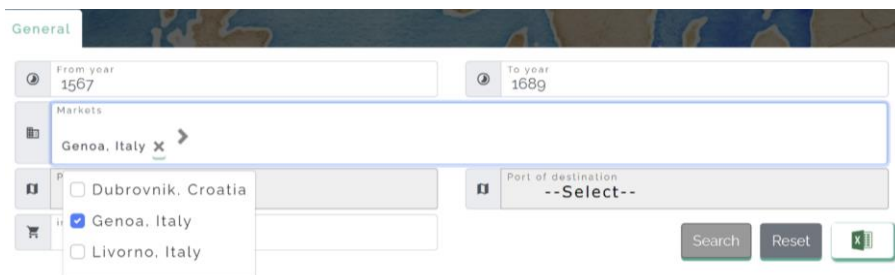 General
From year
1567
To year
1689
Markets
Genoa, Italy
P
Port of destination
--Select--
Dubrovnik, Croatia
Genoa, Italy
Livorno, Italy
Search
Reset